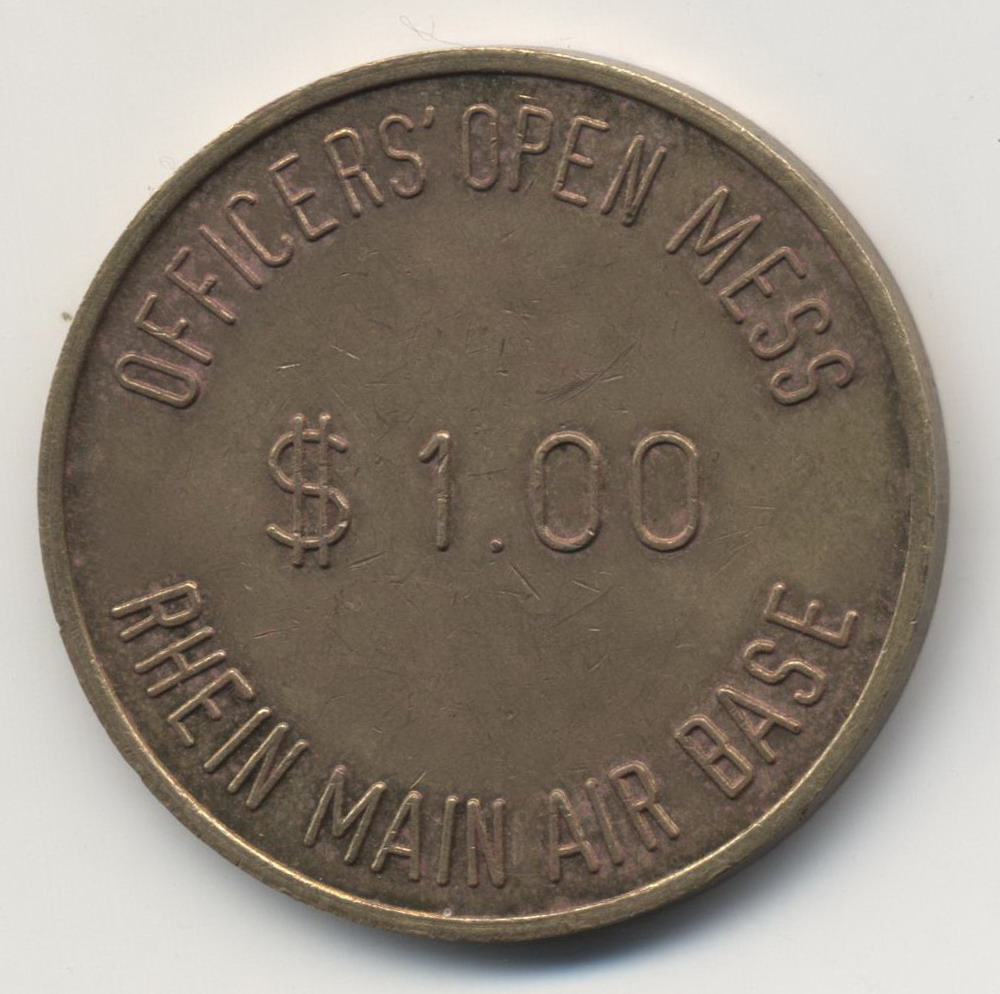 OFFICERS' OPEN MESS
$ 1.00
RHEIN MAIN AIR BASE